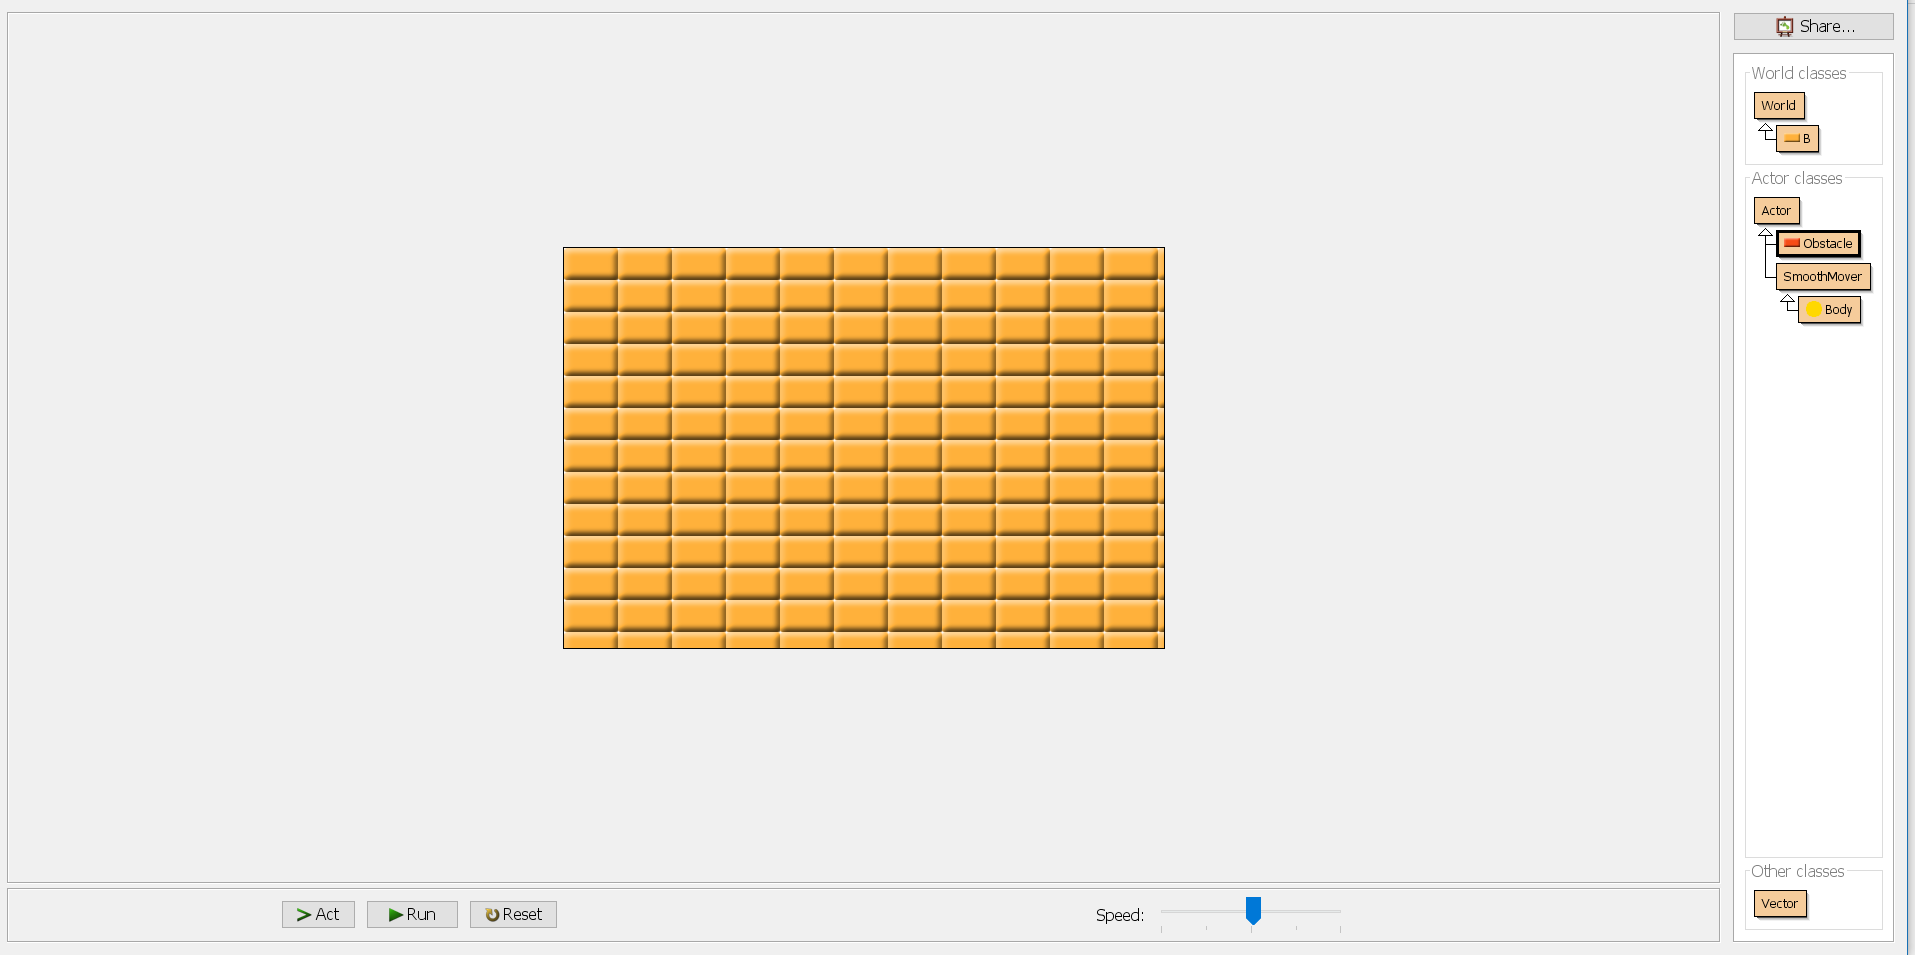 Share...
World classes
World
B
Actor classes
Actor
Obstacle
SmoothMover
Body
Other classes
Vector
Act
Run
Reset
Speed: